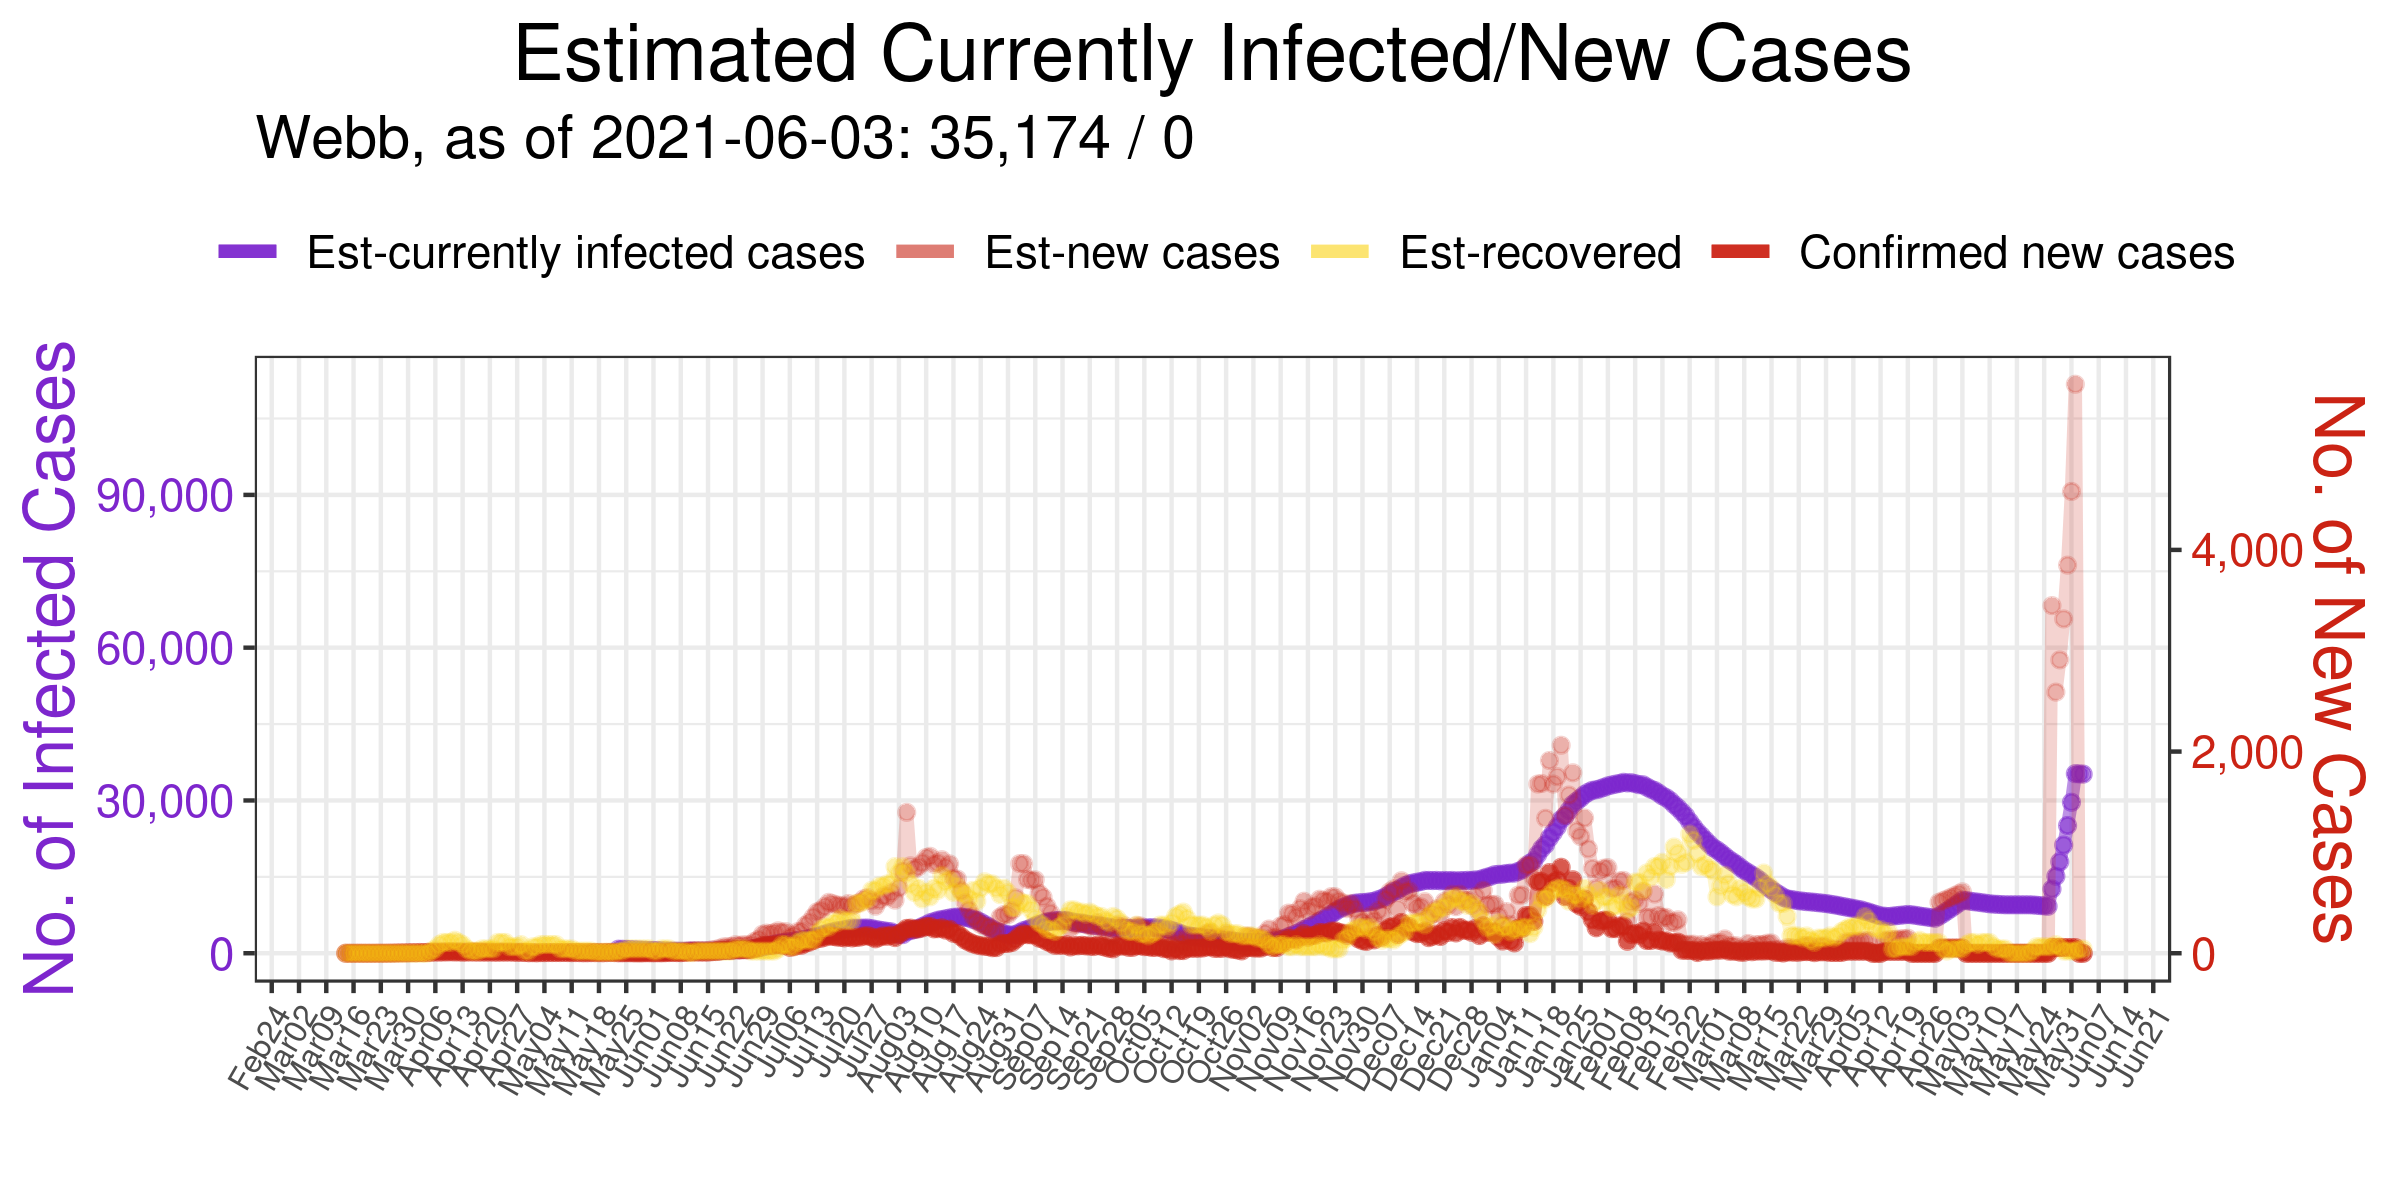 Estimated Currently Infected/New Cases
Webb, as of 2021-06-03: 35,174 / 0
Est-currently infected cases Est-new cases Est-recovered Confirmed new cases
No. of Infected Cases
90,000
60,000
30,000
0
4,000
2,000
0
No. of New Cases
Feb24 Mar02 Mar09 Mar16 Mar23 Mar30 Apr06 Apr13 Apr20 Apr27 May04 May11 May18 May25 Jun01 Jun08 Jun15 Jun22 Jun29 Jul06 Jul13 Jul20 Jul27 Aug03 Aug10 Aug17 Aug24 Aug31 Sep07 Sep14 Sep21 Sep28 Oct05 Oct12 Oct19 Oct26 Nov02 Nov09 Nov16 Nov23 Nov30 Dec07 Dec14 Dec21 Dec28 Jan04 Jan11 Jan18 Jan25 Feb01 Feb08 Feb15 Feb22 Mar01 Mar08 Mar15 Mar22 Mar29 Apr05 Apr12 Apr19 Apr26 May03 May10 May17 May24 May31 Jun07 Jun14 Jun21